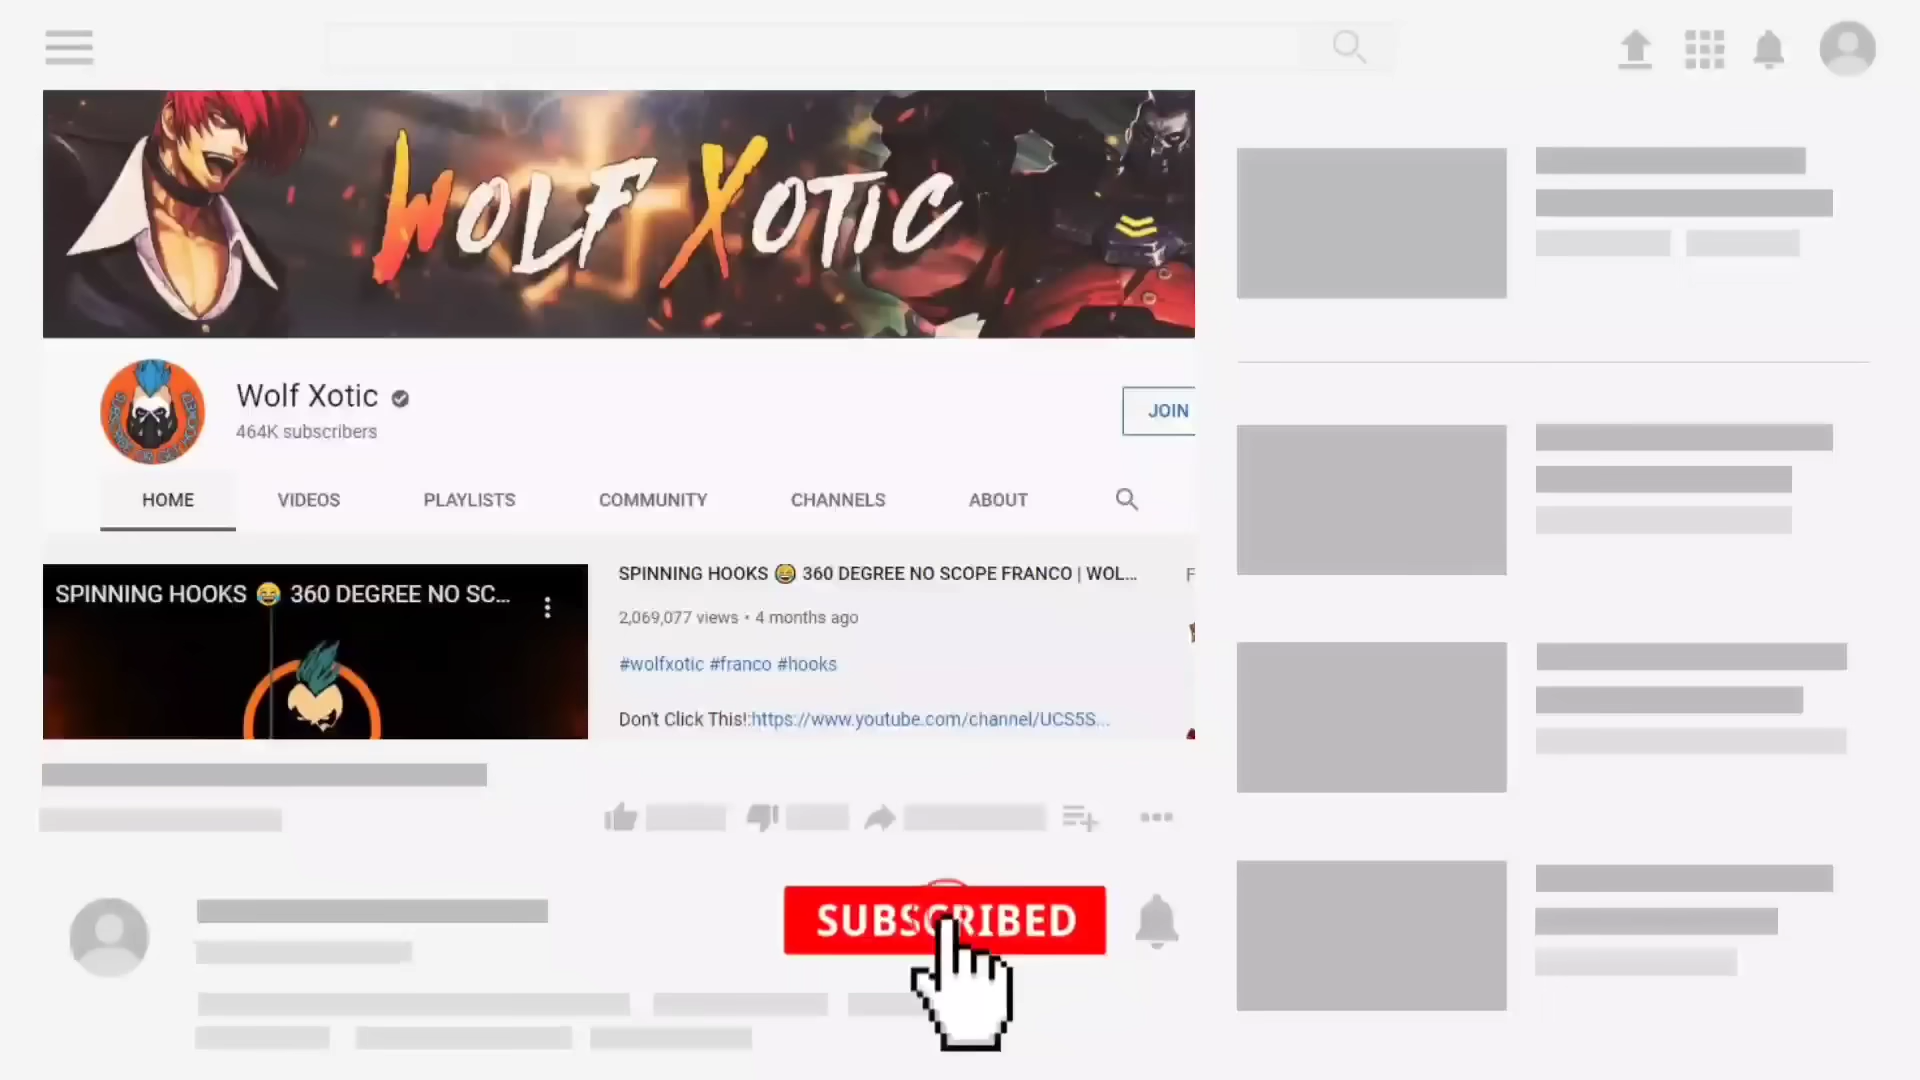 WOLF XOTIC
Wolf Xotic
464K subscribers
JOIN
HOME VIDEOS PLAYLISTS COMMUNITY CHANNELS ABOUT
SPINNING HOOKS 😂 360 DEGREE NO SC...
SPINNING HOOKS 😂 360 DEGREE NO SCOPE FRANCO | WOL...
F
2,069,077 views • 4 months ago
#wolfxotic #franco #hooks
Don't Click This!:https://www.youtube.com/channel/UCS5S...
SUBSCRIBED